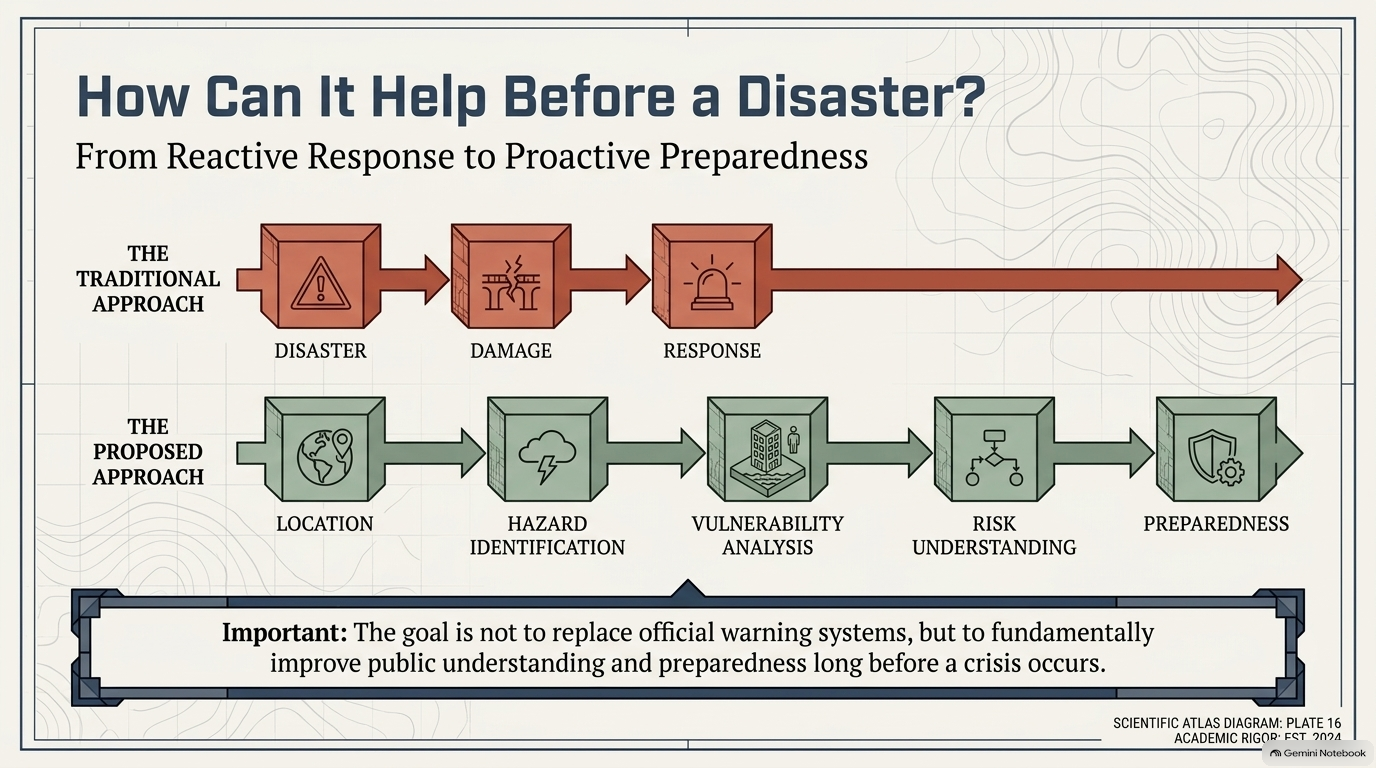 How Can It Help Before a Disaster?
From Reactive Response to Proactive Preparedness
THE
TRADITIONAL
APPROACH
DISASTER
DAMAGE
RESPONSE
THE
PROPOSED
APPROACH
LOCATION
HAZARD
IDENTIFICATION
VULNERABILITY
ANALYSIS
RISK
UNDERSTANDING
PREPAREDNESS
Important: The goal is not to replace official warning systems, but to fundamentally
improve public understanding and preparedness long before a crisis occurs.
SCIENTIFIC ATLAS DIAGRAM: PLATE 16
ACADEMIC RIGOR: EST. 2024
Gemini Notebook